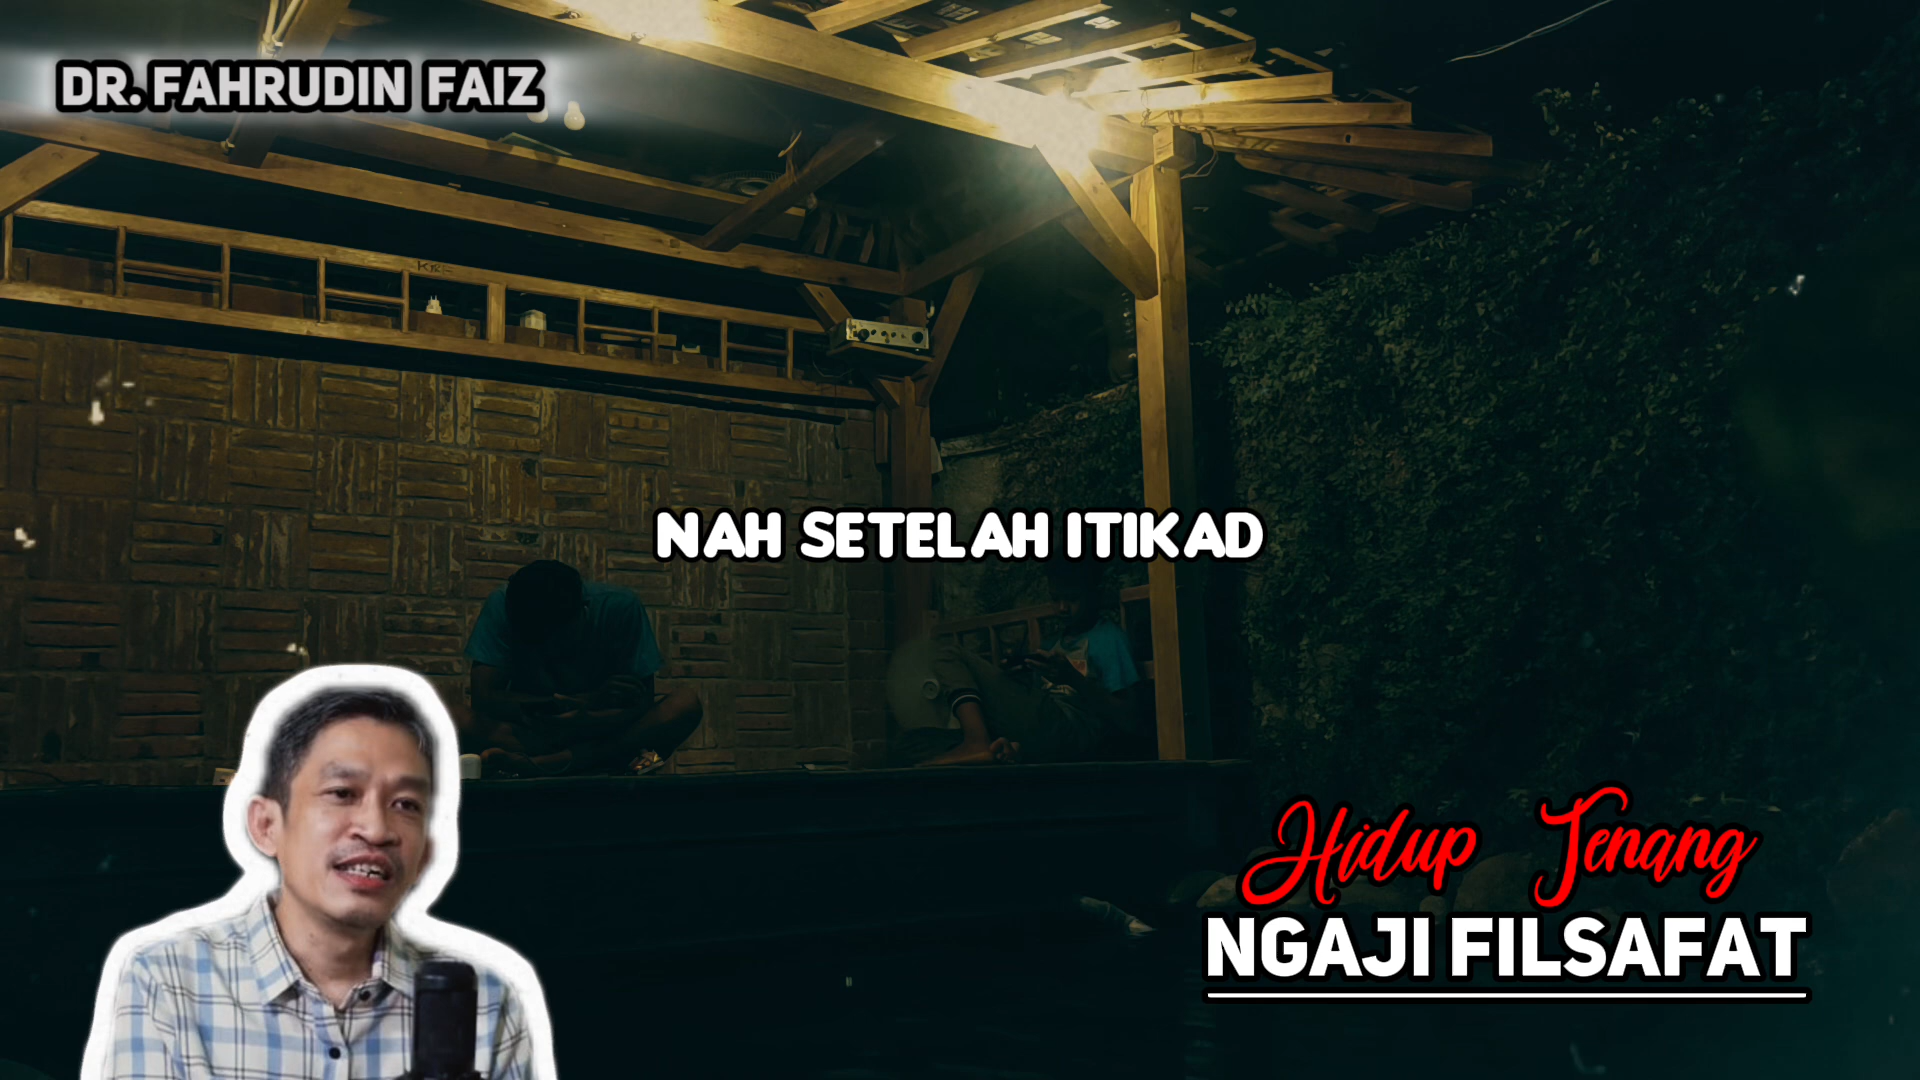 DR. FAHRUDIN FAIZ
NAH SETELAH ITIKAD
Hidup Tenang
NGAJI FILSAFAT